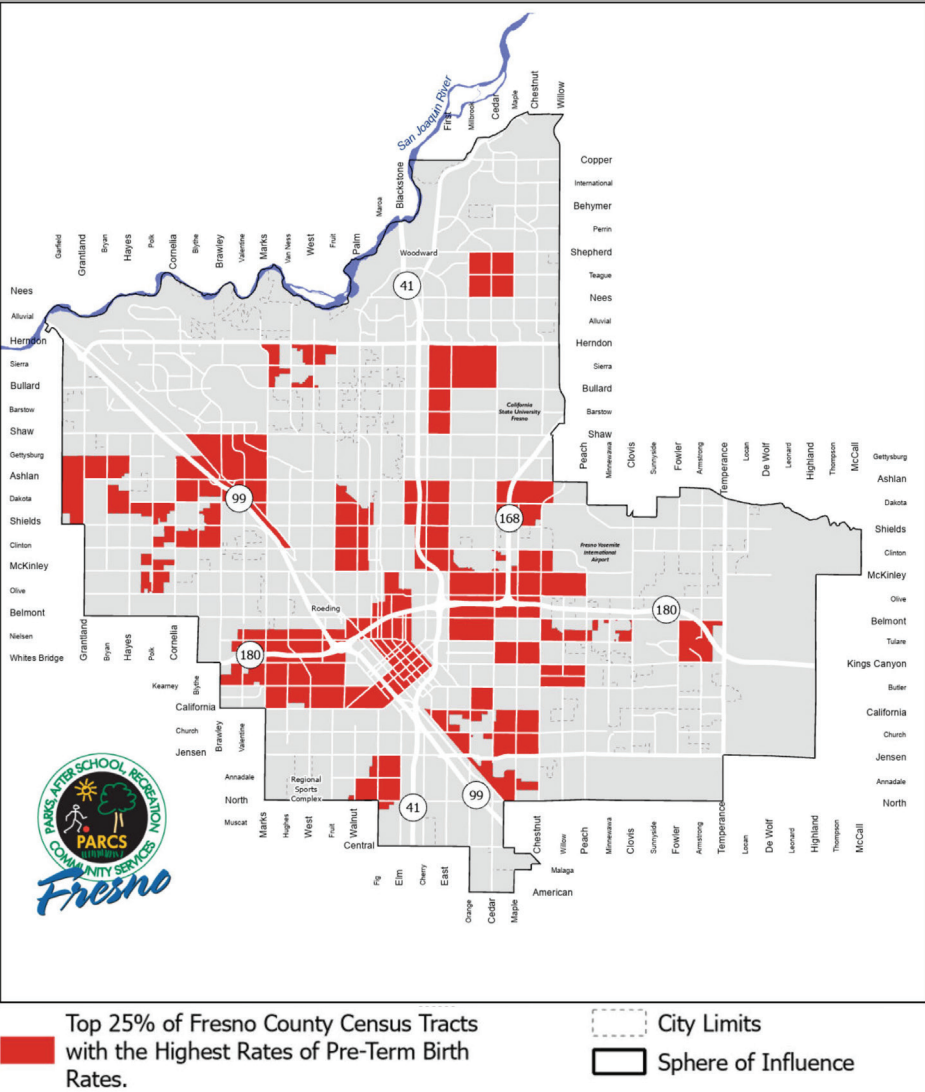 San Joaquin River
First
Millbrook
Cedar
Maple
Chestnut
Willow
Blackstone
Maroa
Palm
Fruit
West
Van Ness
Marks
Valentine
Brawley
Blythe
Cornelia
Polk
Hayes
Bryan
Grantland
Garfield
Copper
International
Behymer
Perrin
Shepherd
Teague
Nees
Alluvial
Herndon
Sierra
Bullard
Barstow
Shaw
Woodward
41
Nees
Alluvial
Herndon
Sierra
Bullard
Barstow
Shaw
Gettysburg
Ashlan
Dakota
Shields
Clinton
McKinley
Olive
Belmont
Nielsen
Whites Bridge
California
State University
Fresno
Peach
Minnewawa
Clovis
Sunnyside
Fowler
Armstrong
Temperance
Locan
De Wolf
Leonard
Highland
Thompson
McCall
Gettysburg
Ashlan
Dakota
Shields
Clinton
McKinley
Olive
Belmont
Tulare
Kings Canyon
Butler
California
Church
Jensen
Annadale
North
99
168
Fresno Yosemite
International
Airport
Roeding
180
180
Grantland
Bryan
Hayes
Polk
Cornelia
Kearney
Blythe
California
Church
Brawley
Valentine
Jensen
Annadale
North
Muscat
Regional
Sports
Complex
41
99
Marks
Hughes
West
Fruit
Walnut
Central
Fig
Elm
Cherry
East
Orange
Cedar
Maple
American
Malaga
Chestnut
Willow
Peach
Minnewawa
Clovis
Sunnyside
Fowler
Armstrong
Temperance
Locan
De Wolf
Leonard
Highland
Thompson
McCall
PARKS, AFTER SCHOOL, RECREATION
COMMUNITY SERVICES
PARCS
Fresno
Top 25% of Fresno County Census Tracts
with the Highest Rates of Pre-Term Birth
Rates.
City Limits
Sphere of Influence